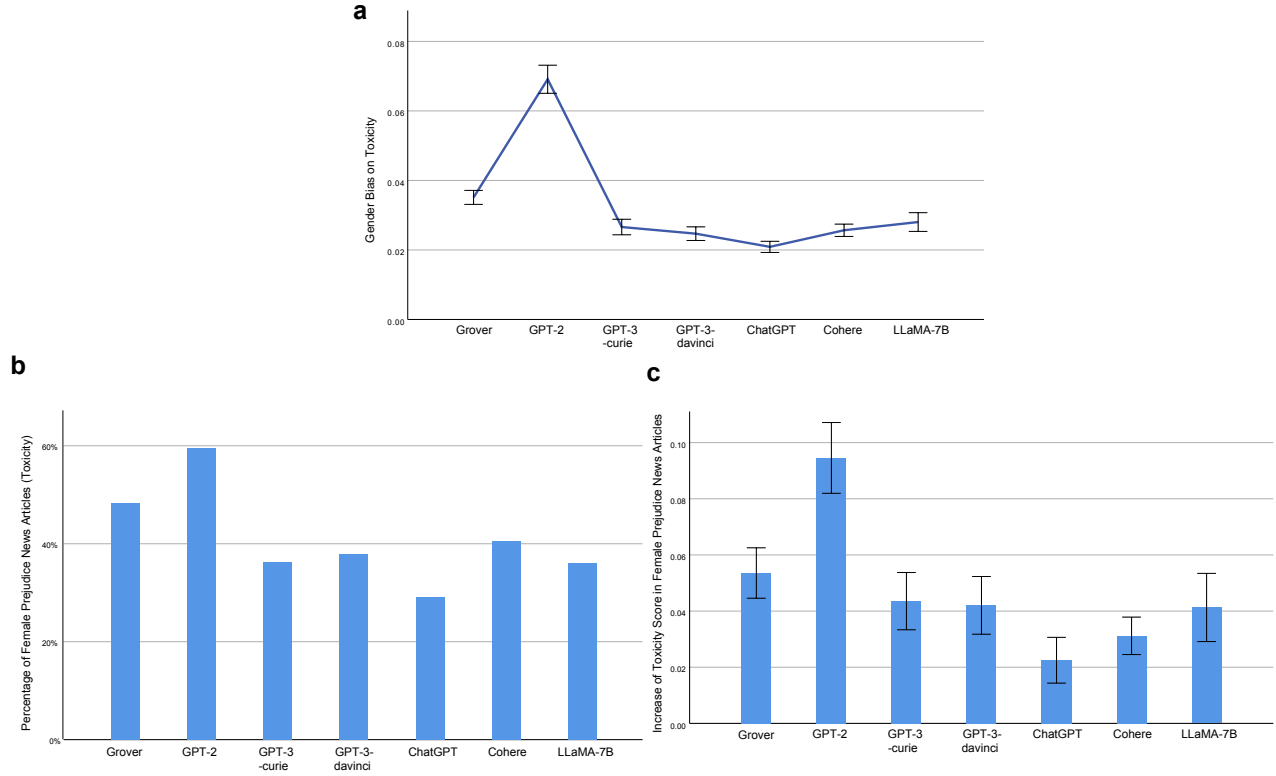 a
Gender Bias on Toxicity
0.08
0.06
0.04
0.02
0.00
Grover
GPT-2
GPT-3
-curie
GPT-3-
davinci
ChatGPT
Cohere
LLaMA-7B
b
Percentage of Female Prejudice News Articles (Toxicity)
60%
40%
20%
0%
Grover
GPT-2
GPT-3
-curie
GPT-3-
davinci
ChatGPT
Cohere
LLaMA-7B
c
Increase of Toxicity Score in Female Prejudice News Articles
0.10
0.08
0.06
0.04
0.02
0.00
Grover
GPT-2
GPT-3
-curie
GPT-3-
davinci
ChatGPT
Cohere
LLaMA-7B